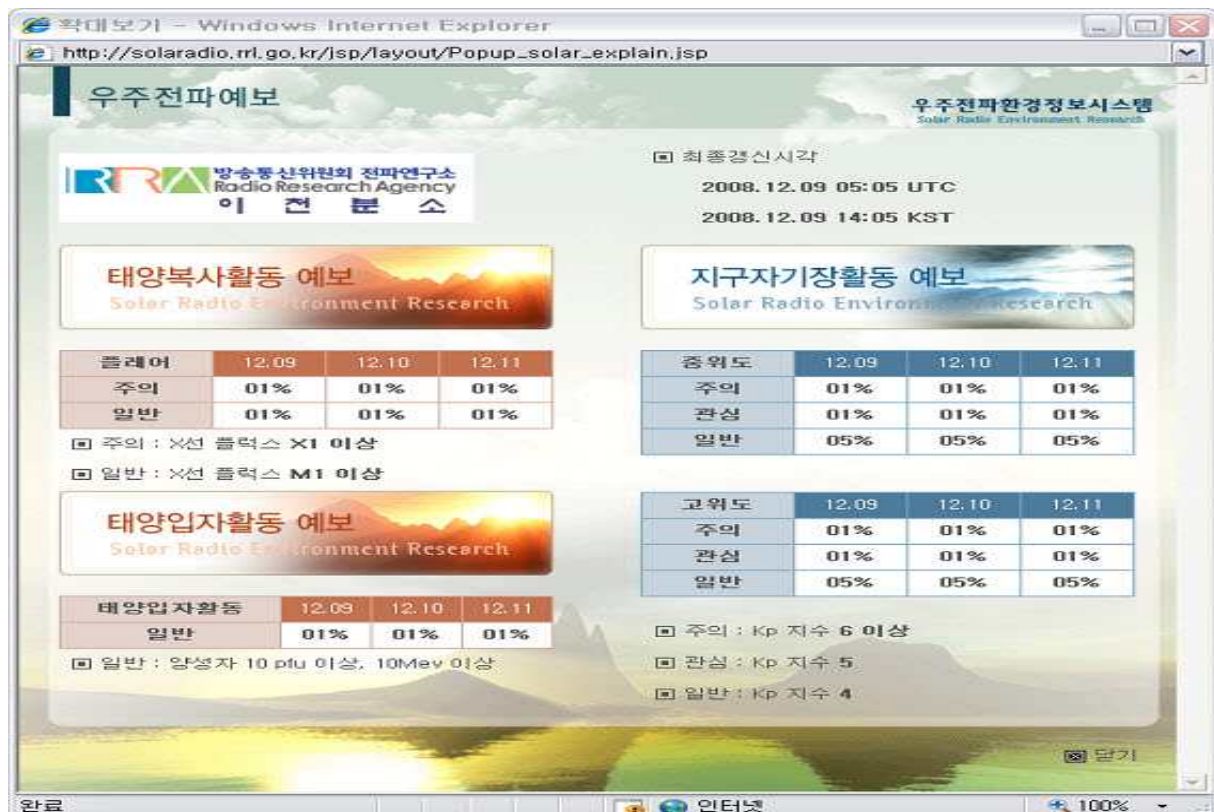 확대보기 - Windows Internet Explorer
http://solaradio.rrl.go.kr/jsp/layout/Popup_solar_explain.jsp
우주전파예보
우주전파환경정보시스템
Solar Radio Environment Research
RRA 방송통신위원회 전파연구소
Radio Research Agency
이 천 분 소
최종갱신시각
2008.12.09 05:05 UTC
2008.12.09 14:05 KST
태양복사활동 예보
Solar Radio Environment Research
플레어 12.09 12.10 12.11
주의 01% 01% 01%
일반 01% 01% 01%
주의 : X선 플럭스 X1 이상
일반 : X선 플럭스 M1 이상
태양입자활동 예보
Solar Radio Environment Research
태양입자활동 12.09 12.10 12.11
일반 01% 01% 01%
일반 : 양성자 10 pfu 이상, 10Mev 이상
지구자기장활동 예보
Solar Radio Environment Research
중위도 12.09 12.10 12.11
주의 01% 01% 01%
관심 01% 01% 01%
일반 05% 05% 05%
고위도 12.09 12.10 12.11
주의 01% 01% 01%
관심 01% 01% 01%
일반 05% 05% 05%
주의 : Kp 지수 6 이상
관심 : Kp 지수 5
일반 : Kp 지수 4
닫기
완료 인터넷 100%